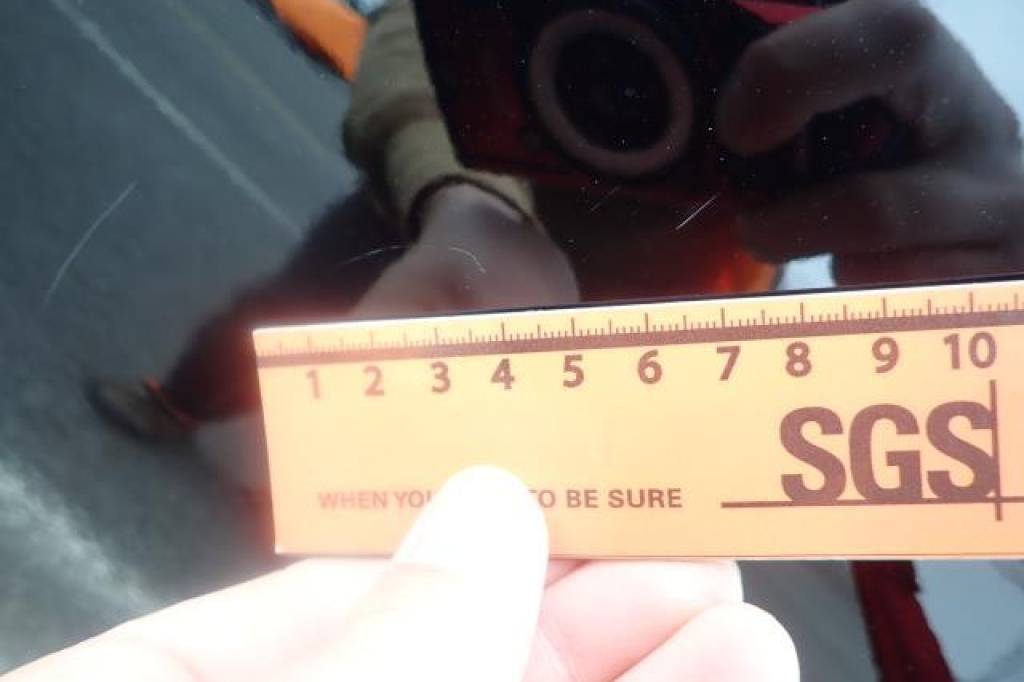 1 2 3 4 5 6 7 8 9 10
SGS
WHEN YOU TO BE SURE